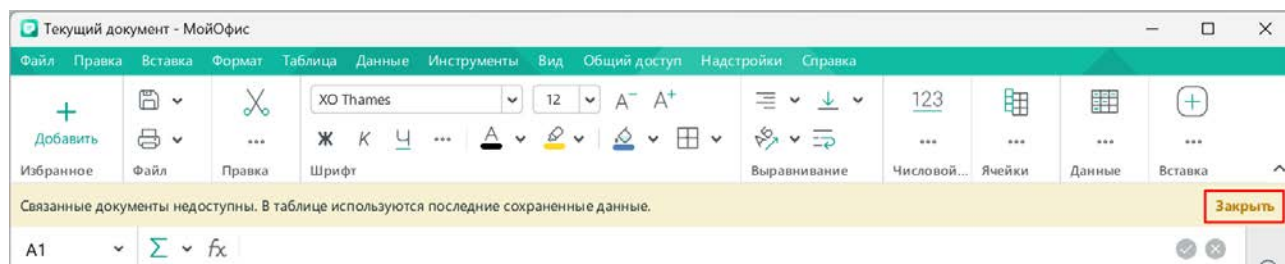 Текущий документ - МойОфис
Файл Правка Вставка Формат Таблица Данные Инструменты Вид Общий доступ Надстройки Справка
XO Thames 12 A⁻ A⁺ 123
Добавить Ж К Ч А
Избранное Файл Правка Шрифт Выравнивание Числовой... Ячейки Данные Вставка
Связанные документы недоступны. В таблице используются последние сохраненные данные. Закрыть
A1 Σ fx